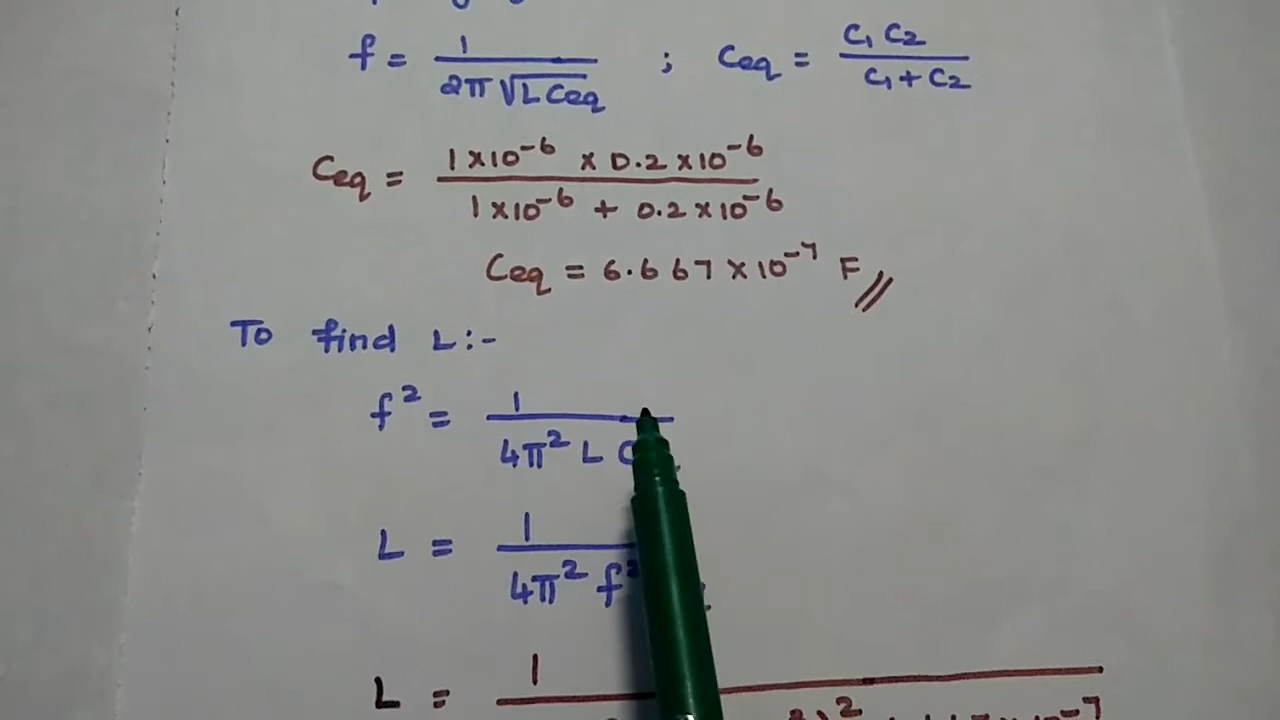 f = 1 / 2π √L Ceq ; Ceq = C1 C2 / C1 + C2
Ceq = 1 × 10^-6 × 0.2 × 10^-6 / 1 × 10^-6 + 0.2 × 10^-6
Ceq = 6.667 × 10^-7 F //
To find L:-
f² = 1 / 4π² L C
L = 1 / 4π² f²
L = 1